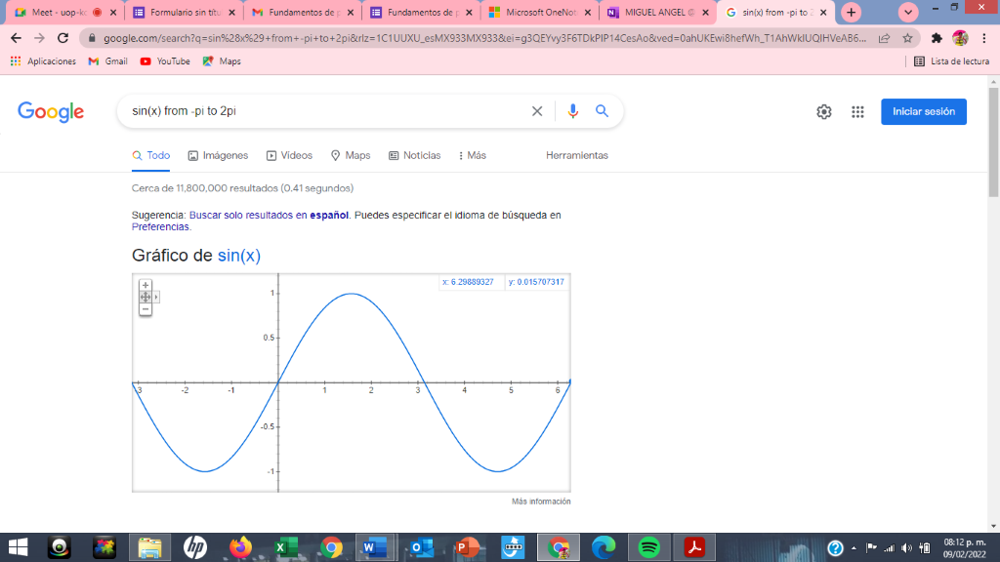 Meet - uop-k
Formulario sin títu
Fundamentos de p
Fundamentos de p
Microsoft OneNot
MIGUEL ANGEL
sin(x) from -pi to 2
google.com/search?q=sin%28x%29+from+-pi+to+2pi&rlz=1C1UUXU_esMX933MX933&ei=g3QEYvy3F6TDkPIP14CesAo&ved=0ahUKEwi8hefWh_T1AhWkIUQIHVeAB6...
Aplicaciones
Gmail
YouTube
Maps
Lista de lectura
Google
sin(x) from -pi to 2pi
Iniciar sesión
Todo
Imágenes
Videos
Maps
Noticias
Más
Herramientas
Cerca de 11,800,000 resultados (0.41 segundos)
Sugerencia: Buscar solo resultados en español. Puedes especificar el idioma de búsqueda en
Preferencias.
Gráfico de sin(x)
x: 6.29889327
y: 0.015707317
1
0.5
-3 -2 -1 1 2 3 4 5 6
-0.5
-1
Más información
08:12 p. m.
09/02/2022